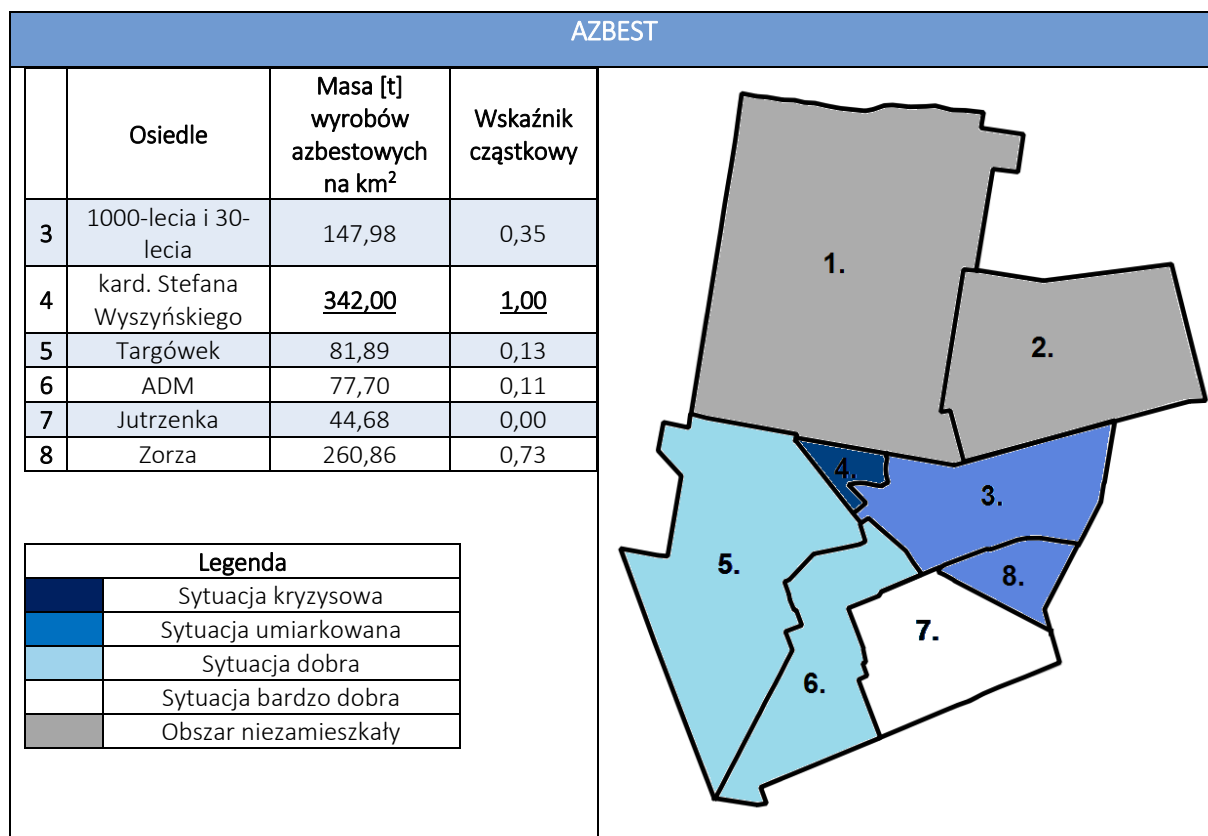 AZBEST
Osiedle
Masa [t]
wyrobów
azbestowych
na km²
Wskaźnik
cząstkowy
3
1000-lecia i 30-
lecia
147,98
0,35
4
kard. Stefana
Wyszyńskiego
342,00
1,00
5 Targówek 81,89 0,13
6 ADM 77,70 0,11
7 Jutrzenka 44,68 0,00
8 Zorza 260,86 0,73
Legenda
Sytuacja kryzysowa
Sytuacja umiarkowana
Sytuacja dobra
Sytuacja bardzo dobra
Obszar niezamieszkały
1.
2.
4.
3.
5.
8.
7.
6.